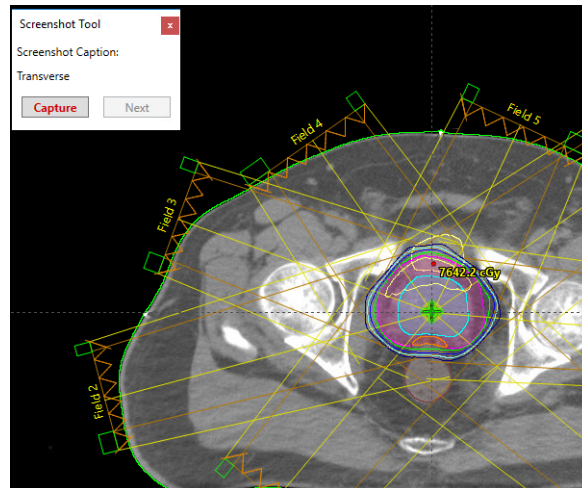 Screenshot Tool
x
Screenshot Caption:
Transverse
Capture
Next
Field 5
Field 4
Field 3
7642.2 cGy
Field 2